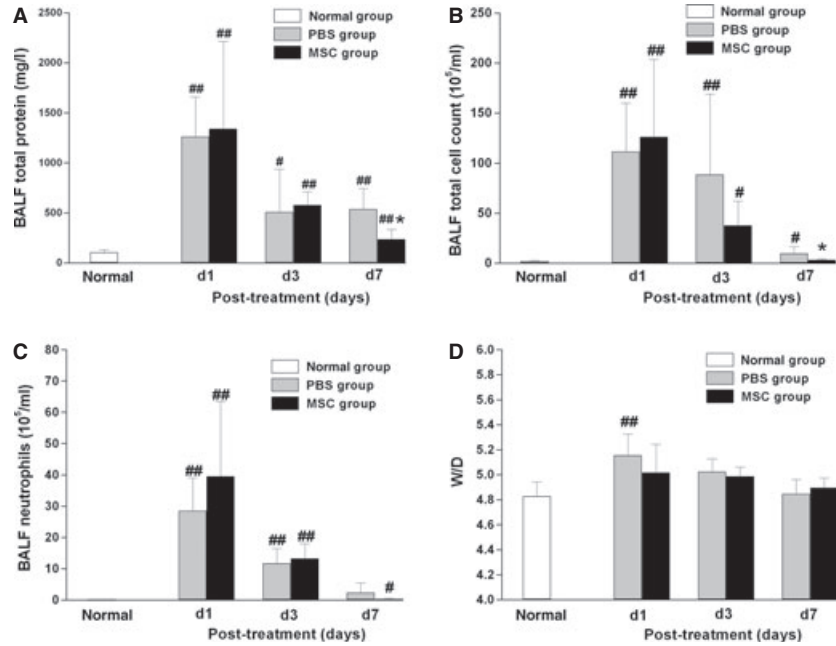 A
Normal group
PBS group
MSC group
BALF total protein (mg/l)
2500
2000
1500
1000
500
0
##
##
#
##
##
##*
Normal
d1
d3
d7
Post-treatment (days)
B
Normal group
PBS group
MSC group
BALF total cell count (10⁵/ml)
250
200
150
100
50
0
##
##
##
#
#
*
Normal
d1
d3
d7
Post-treatment (days)
C
Normal group
PBS group
MSC group
BALF neutrophils (10⁵/ml)
80
70
60
50
40
30
20
10
0
##
##
##
##
#
Normal
d1
d3
d7
Post-treatment (days)
D
Normal group
PBS group
MSC group
W/D
6.0
5.8
5.6
5.4
5.2
5.0
4.8
4.6
4.4
4.2
4.0
##
Normal
d1
d3
d7
Post-treatment (days)